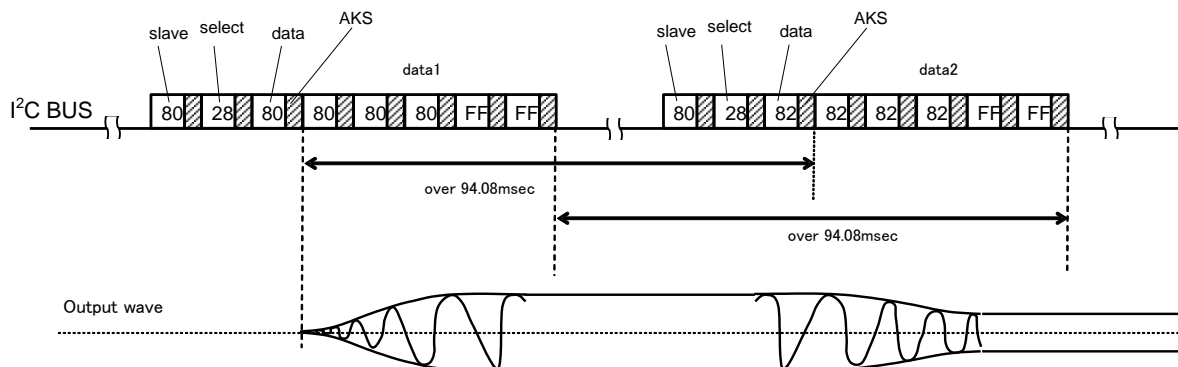 slave select data AKS
data1
slave select data AKS
data2
I²C BUS 80 28 80 80 80 80 FF FF 80 28 82 82 82 82 FF FF
over 94.08msec
over 94.08msec
Output wave